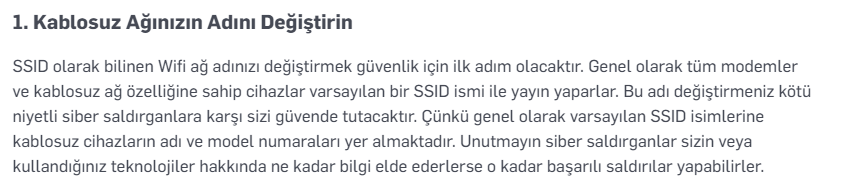 1. Kablosuz Ağınızın Adını Değiştirin
SSID olarak bilinen Wifi ağ adınızı değiştirmek güvenlik için ilk adım olacaktır. Genel olarak tüm modemler
ve kablosuz ağ özelliğine sahip cihazlar varsayılan bir SSID ismi ile yayın yaparlar. Bu adı değiştirmeniz kötü
niyetli siber saldırganlara karşı sizi güvende tutacaktır. Çünkü genel olarak varsayılan SSID isimlerine
kablosuz cihazların adı ve model numaraları yer almaktadır. Unutmayın siber saldırganlar sizin veya
kullandığınız teknolojiler hakkında ne kadar bilgi elde ederlerse o kadar başarılı saldırılar yapabilirler.